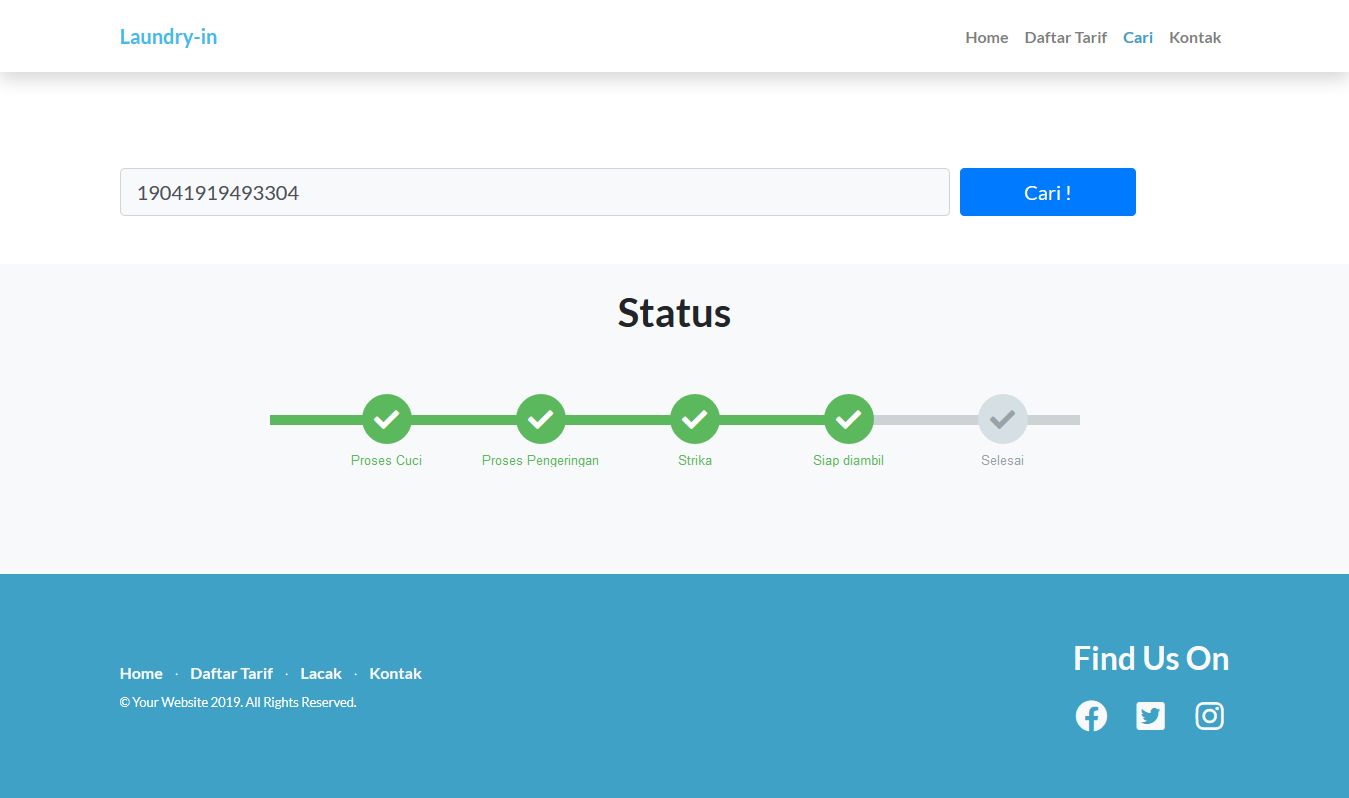 Laundry-in
Home Daftar Tarif Cari Kontak
19041919493304
Cari !
Status
Proses Cuci Proses Pengeringan Strika Siap diambil Selesai
Find Us On
Home · Daftar Tarif · Lacak · Kontak
© Your Website 2019. All Rights Reserved.